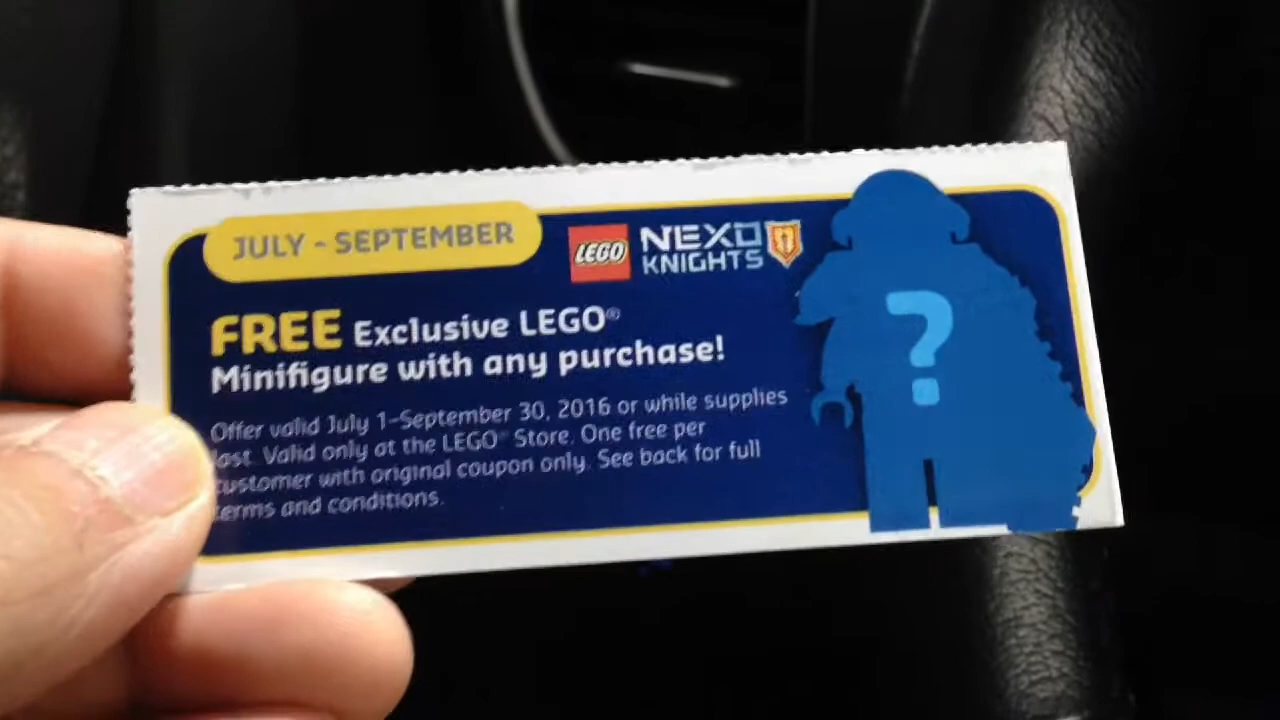 JULY - SEPTEMBER
LEGO NEXO
KNIGHTS
FREE Exclusive LEGO®
Minifigure with any purchase!
Offer valid July 1-September 30, 2016 or while supplies
last. Valid only at the LEGO® Store. One free per
customer with original coupon only. See back for full
terms and conditions.
?